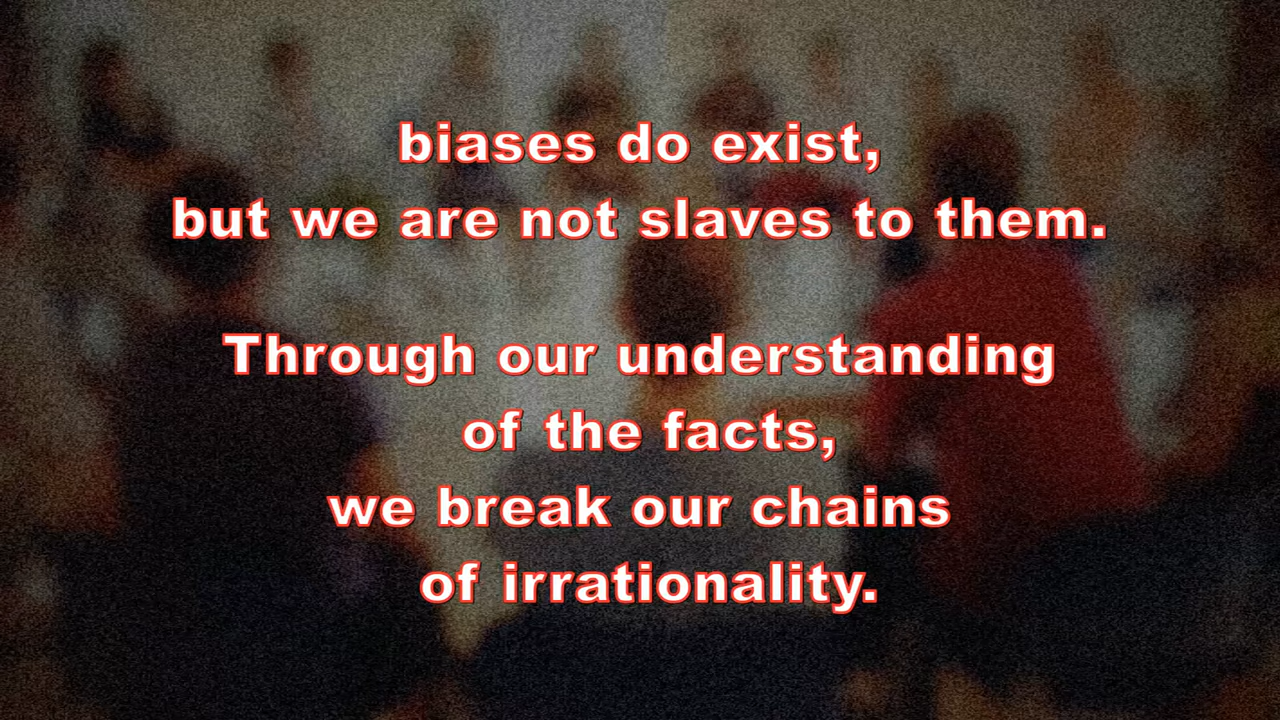 biases do exist,
but we are not slaves to them.
Through our understanding
of the facts,
we break our chains
of irrationality.